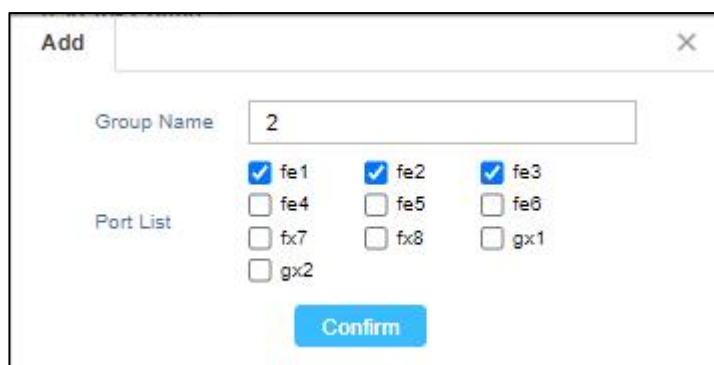 Add
Group Name 2
fe1 fe2 fe3
fe4 fe5 fe6
Port List
fx7 fx8 gx1
gx2
Confirm